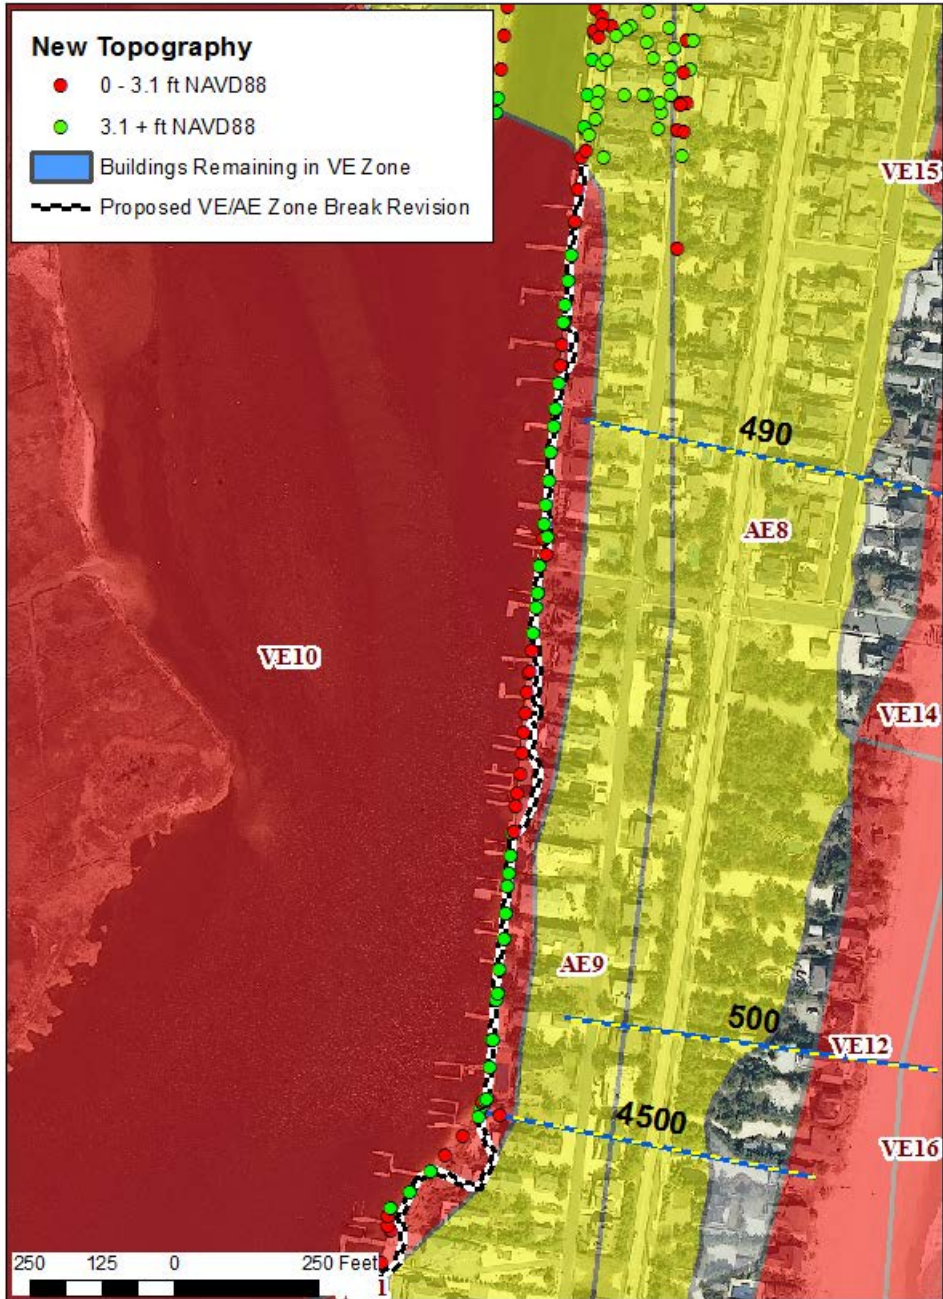 New Topography
0 - 3.1 ft NAVD88
3.1 + ft NAVD88
Buildings Remaining in VE Zone
Proposed VE/AE Zone Break Revision
VE15
490
AE8
VE10
VE14
AE9
500
VE12
4500
VE16
250 125 0 250 Feet
1